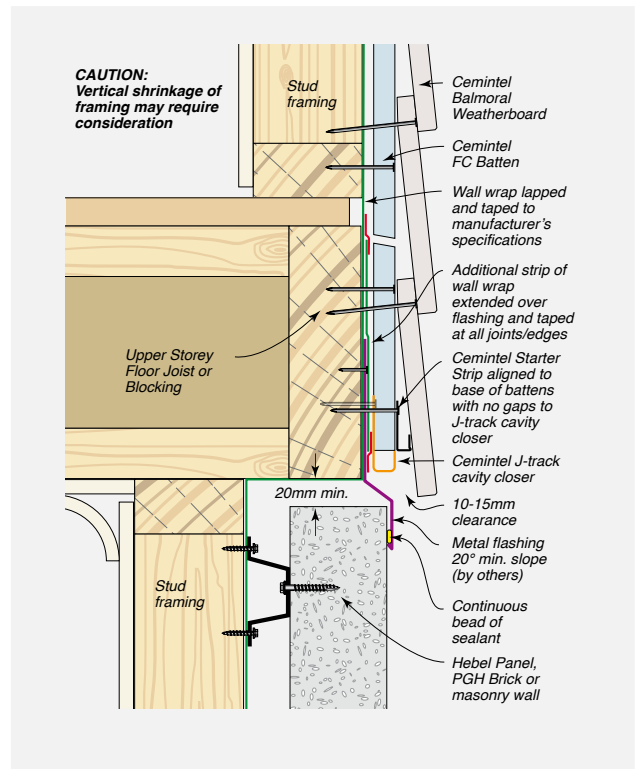 CAUTION:
Vertical shrinkage of
framing may require
consideration
Stud
framing
Cemintel
Balmoral
Weatherboard
Cemintel
FC Batten
Wall wrap lapped
and taped to
manufacturer's
specifications
Additional strip of
wall wrap
extended over
flashing and taped
at all joints/edges
Upper Storey
Floor Joist or
Blocking
Cemintel Starter
Strip aligned to
base of battens
with no gaps to
J-track cavity
closer
Cemintel J-track
cavity closer
20mm min.
10-15mm
clearance
Metal flashing
20° min. slope
(by others)
Stud
framing
Continuous
bead of
sealant
Hebel Panel,
PGH Brick or
masonry wall